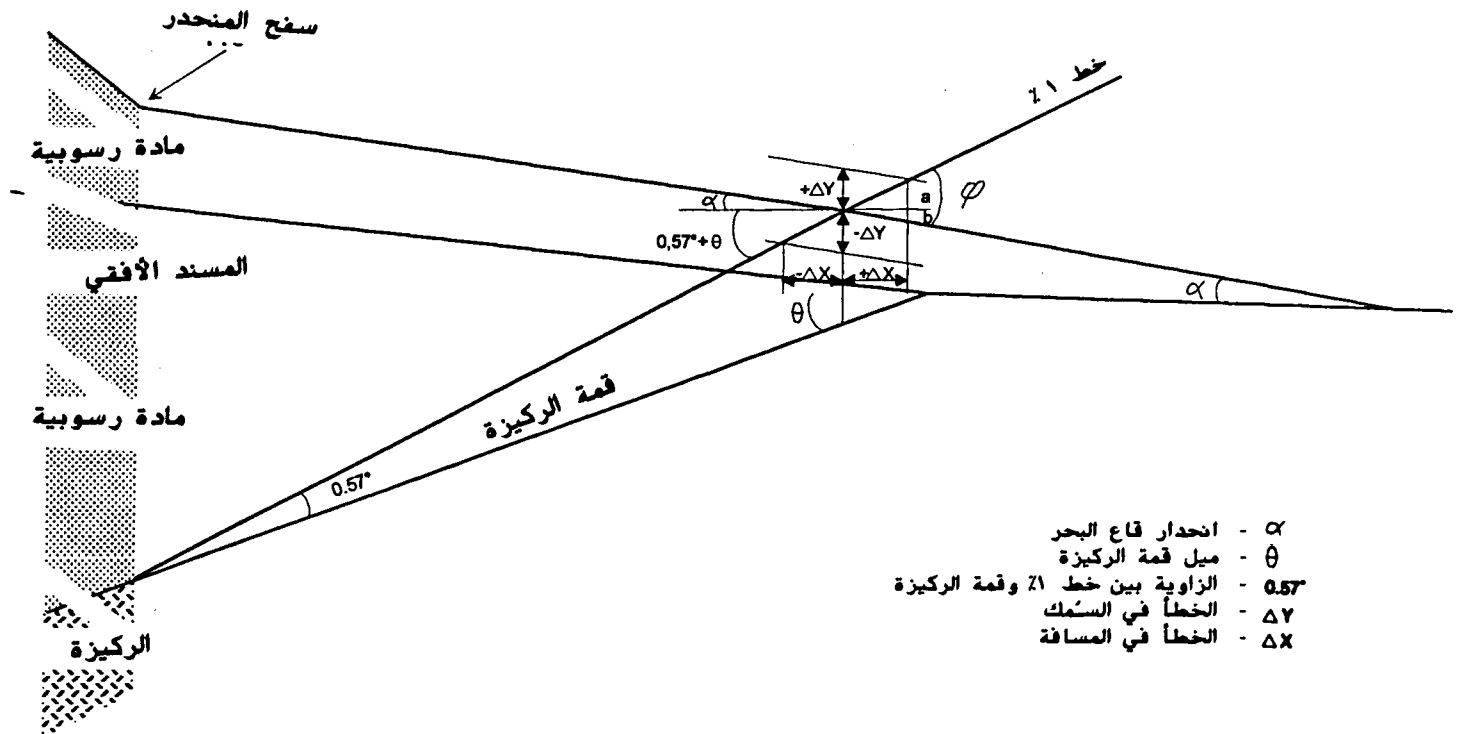 سفح المنحدر
خط ١ ٪
مادة رسوبية
α
+ΔY
a
φ
b
0,57°+θ
-ΔY
المسند الأفقي
-ΔX
+ΔX
α
θ
قمة الركيزة
مادة رسوبية
0.57°
α - انحدار قاع البحر
θ - ميل قمة الركيزة
0.57° - الزاوية بين خط ١٪ وقمة الركيزة
ΔY - الخطأ في السُمك
ΔX - الخطأ في المسافة
الركيزة